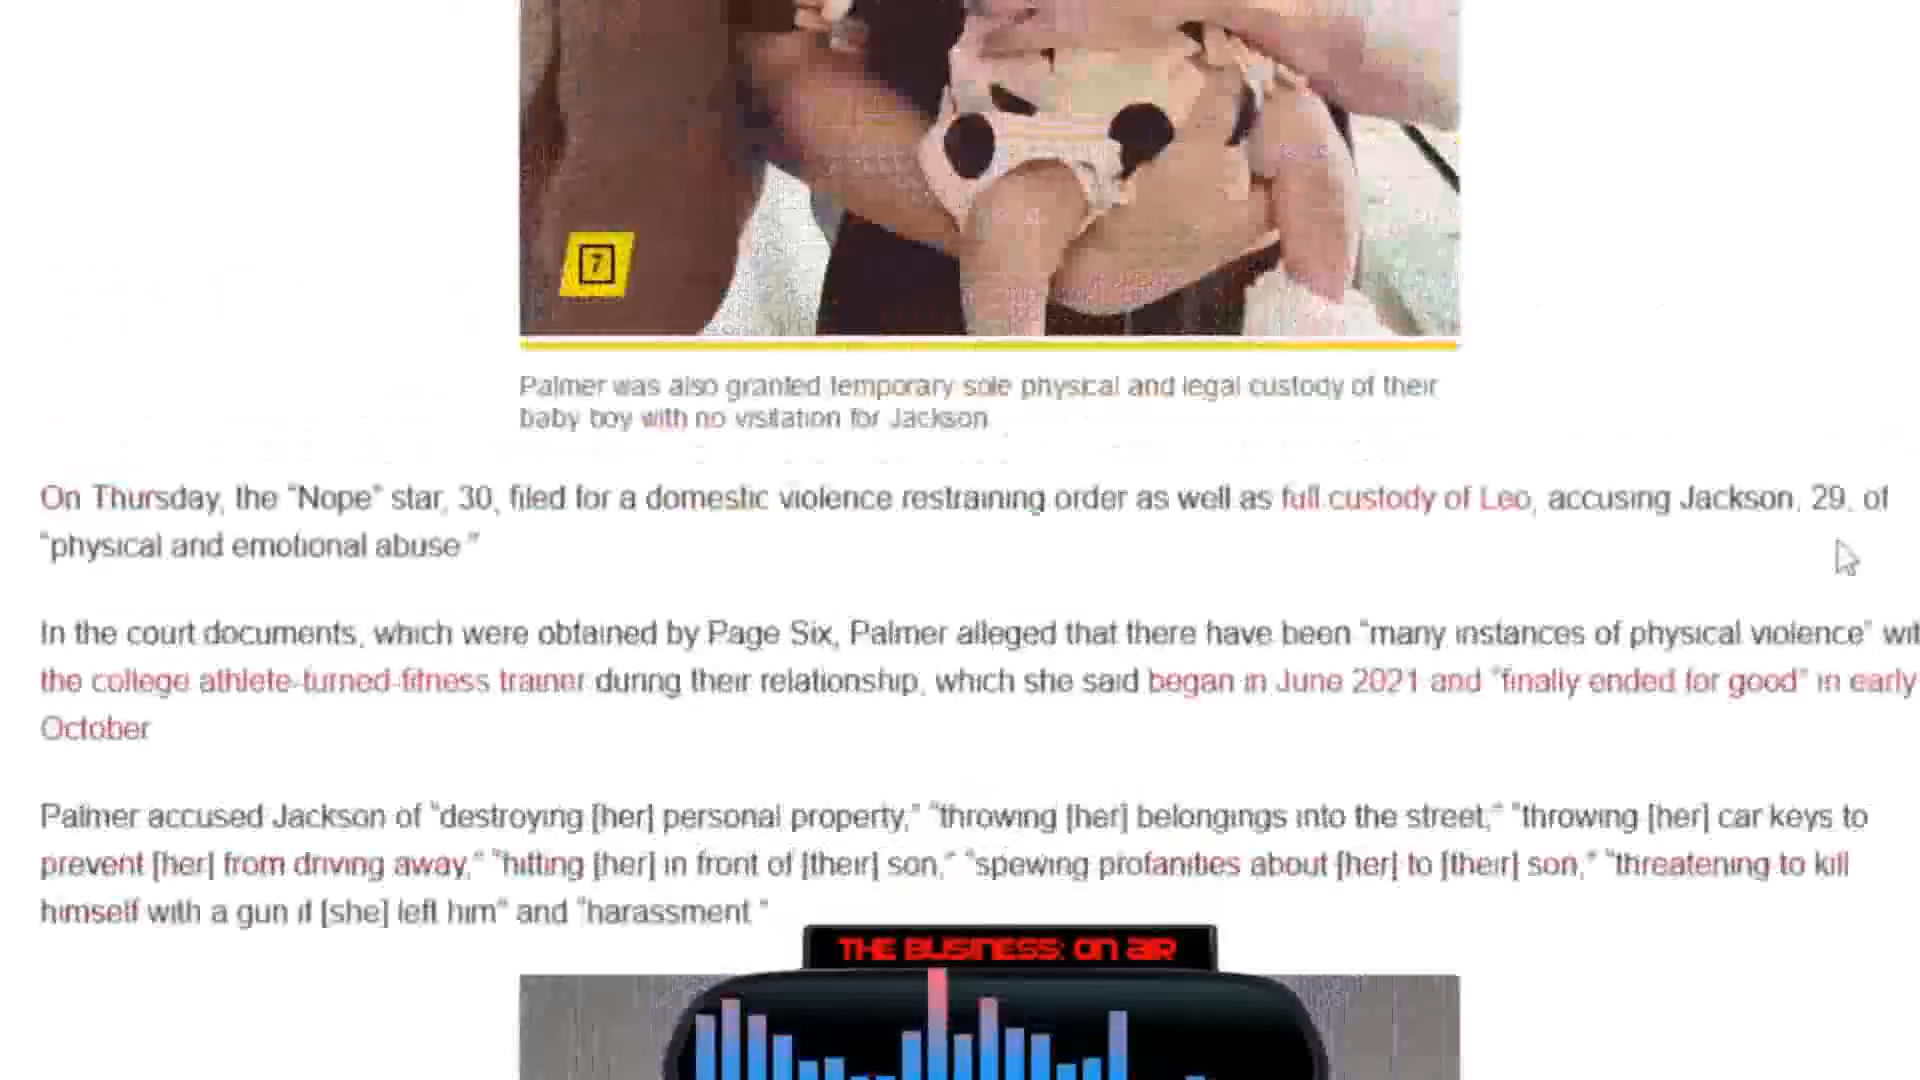 7
Palmer was also granted temporary sole physical and legal custody of their
baby boy with no visitation for Jackson.
On Thursday, the “Nope” star, 30, filed for a domestic violence restraining order as well as full custody of Leo, accusing Jackson, 29, of
“physical and emotional abuse.”
In the court documents, which were obtained by Page Six, Palmer alleged that there have been “many instances of physical violence” wit
the college athlete-turned-fitness trainer during their relationship, which she said began in June 2021 and “finally ended for good” in early
October.
Palmer accused Jackson of “destroying [her] personal property,” “throwing [her] belongings into the street,” “throwing [her] car keys to
prevent [her] from driving away,” “hitting [her] in front of [their] son,” “spewing profanities about [her] to [their] son,” “threatening to kill
himself with a gun if [she] left him” and “harassment.”
THE BUSINESS: ON AIR